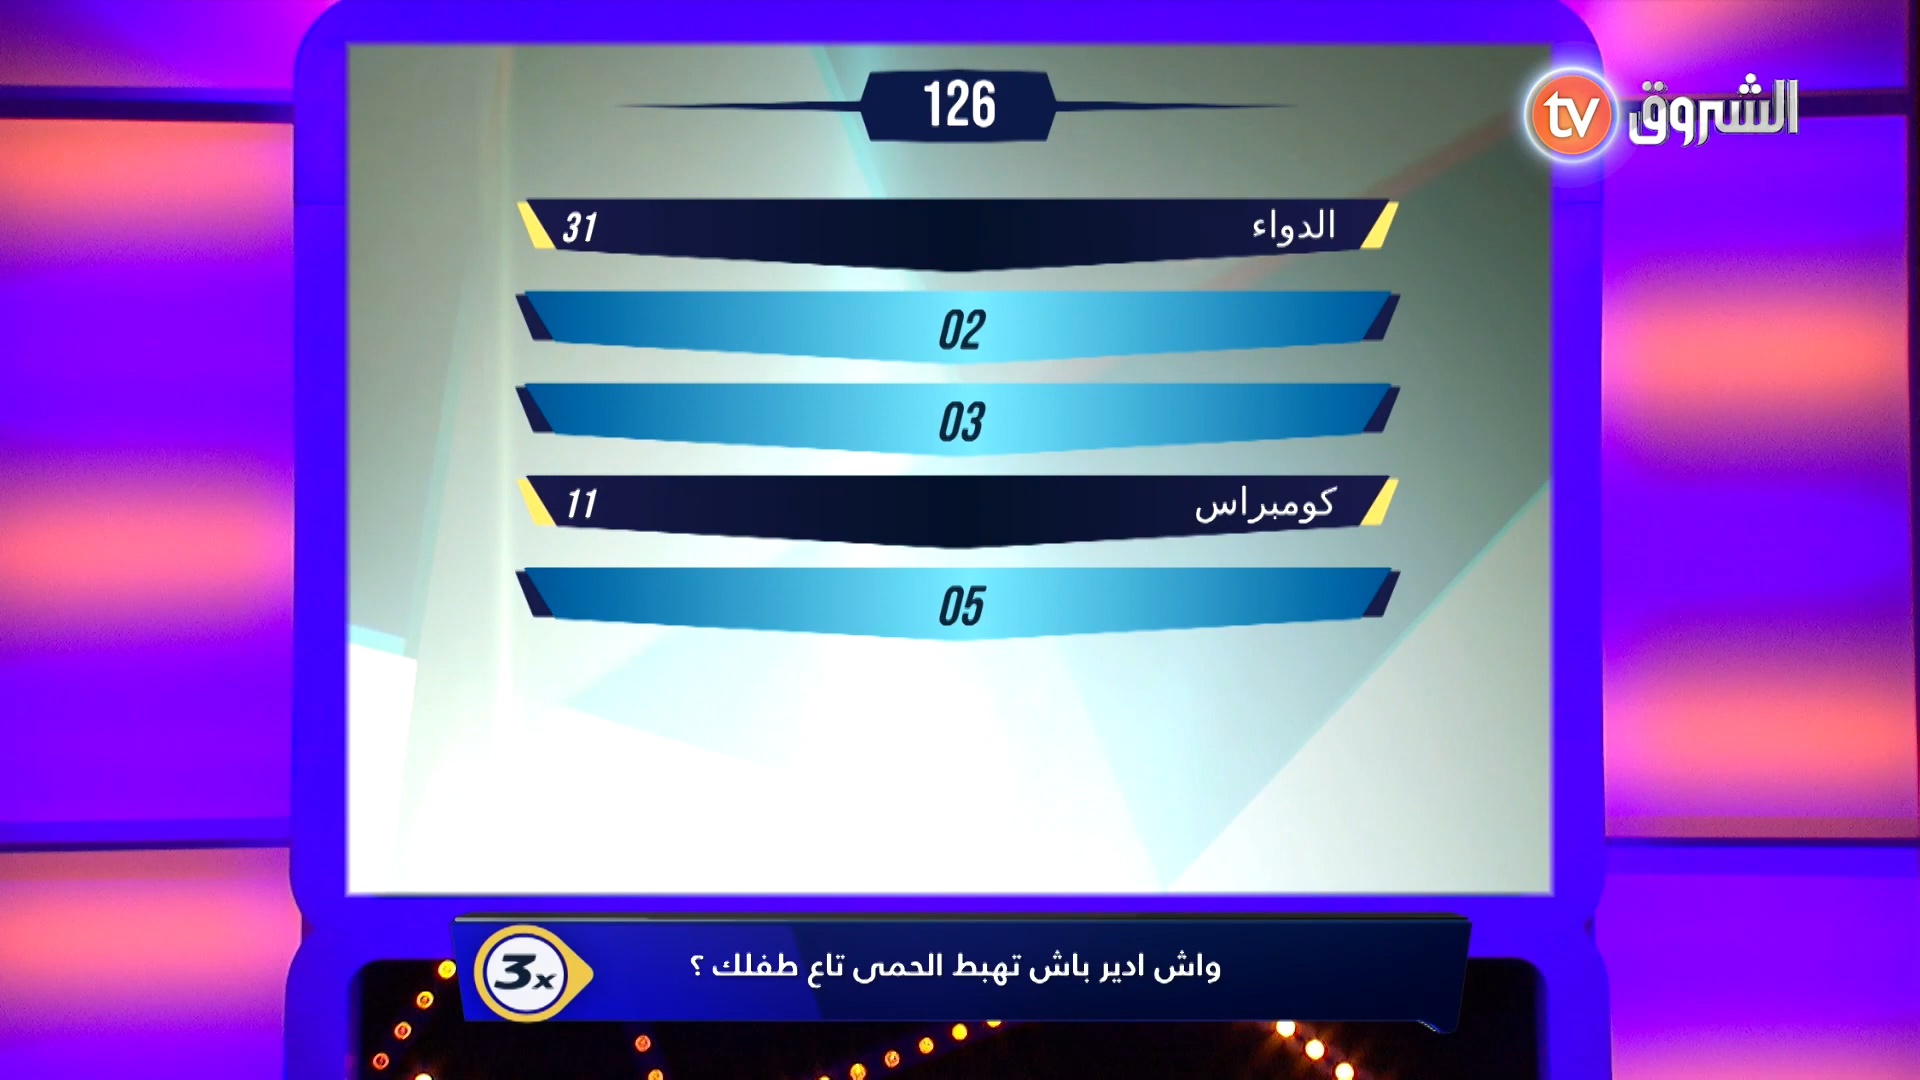 126
tv الشروق
الدواء 31
02
03
كومبراس 11
05
واش ادير باش تهبط الحمى تاع طفلك ؟
3x